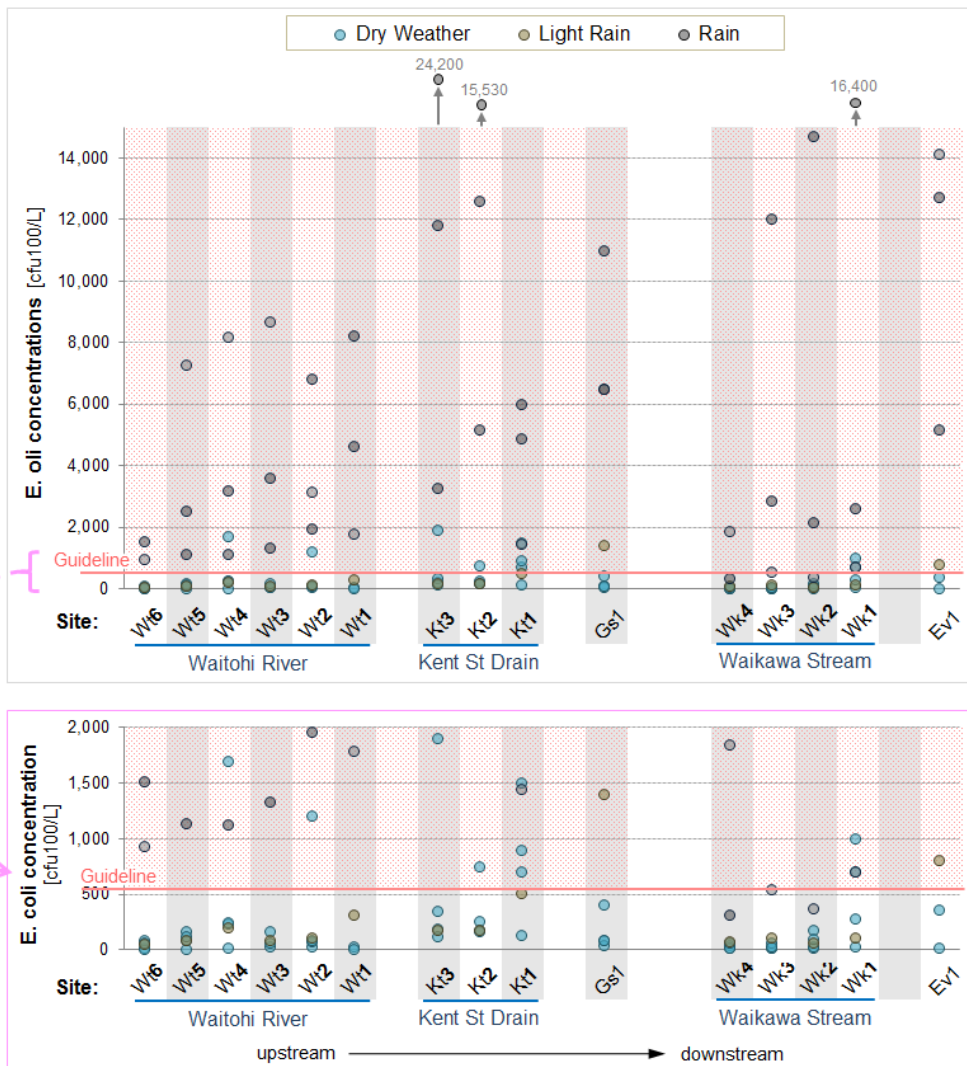 Dry Weather Light Rain Rain
24,200
15,530
16,400
14,000
12,000
10,000
8,000
6,000
4,000
2,000
0
E. oli concentrations [cfu100/L]
Guideline
Site: Wt6 Wt5 Wt4 Wt3 Wt2 Wt1 Kt3 Kt2 Kt1 Gs1 Wk4 Wk3 Wk2 Wk1 Ev1
Waitohi River Kent St Drain Waikawa Stream
2,000
1,500
1,000
500
0
E. coli concentration
[cfu100/L]
Guideline
Site: Wt6 Wt5 Wt4 Wt3 Wt2 Wt1 Kt3 Kt2 Kt1 Gs1 Wk4 Wk3 Wk2 Wk1 Ev1
Waitohi River Kent St Drain Waikawa Stream
upstream downstream